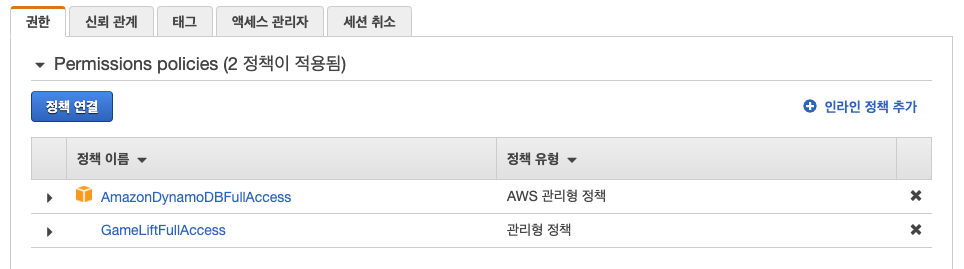 권한 신뢰 관계 태그 액세스 관리자 세션 취소
Permissions policies (2 정책이 적용됨)
정책 연결 인라인 정책 추가
정책 이름 정책 유형
AmazonDynamoDBFullAccess AWS 관리형 정책
GameLiftFullAccess 관리형 정책